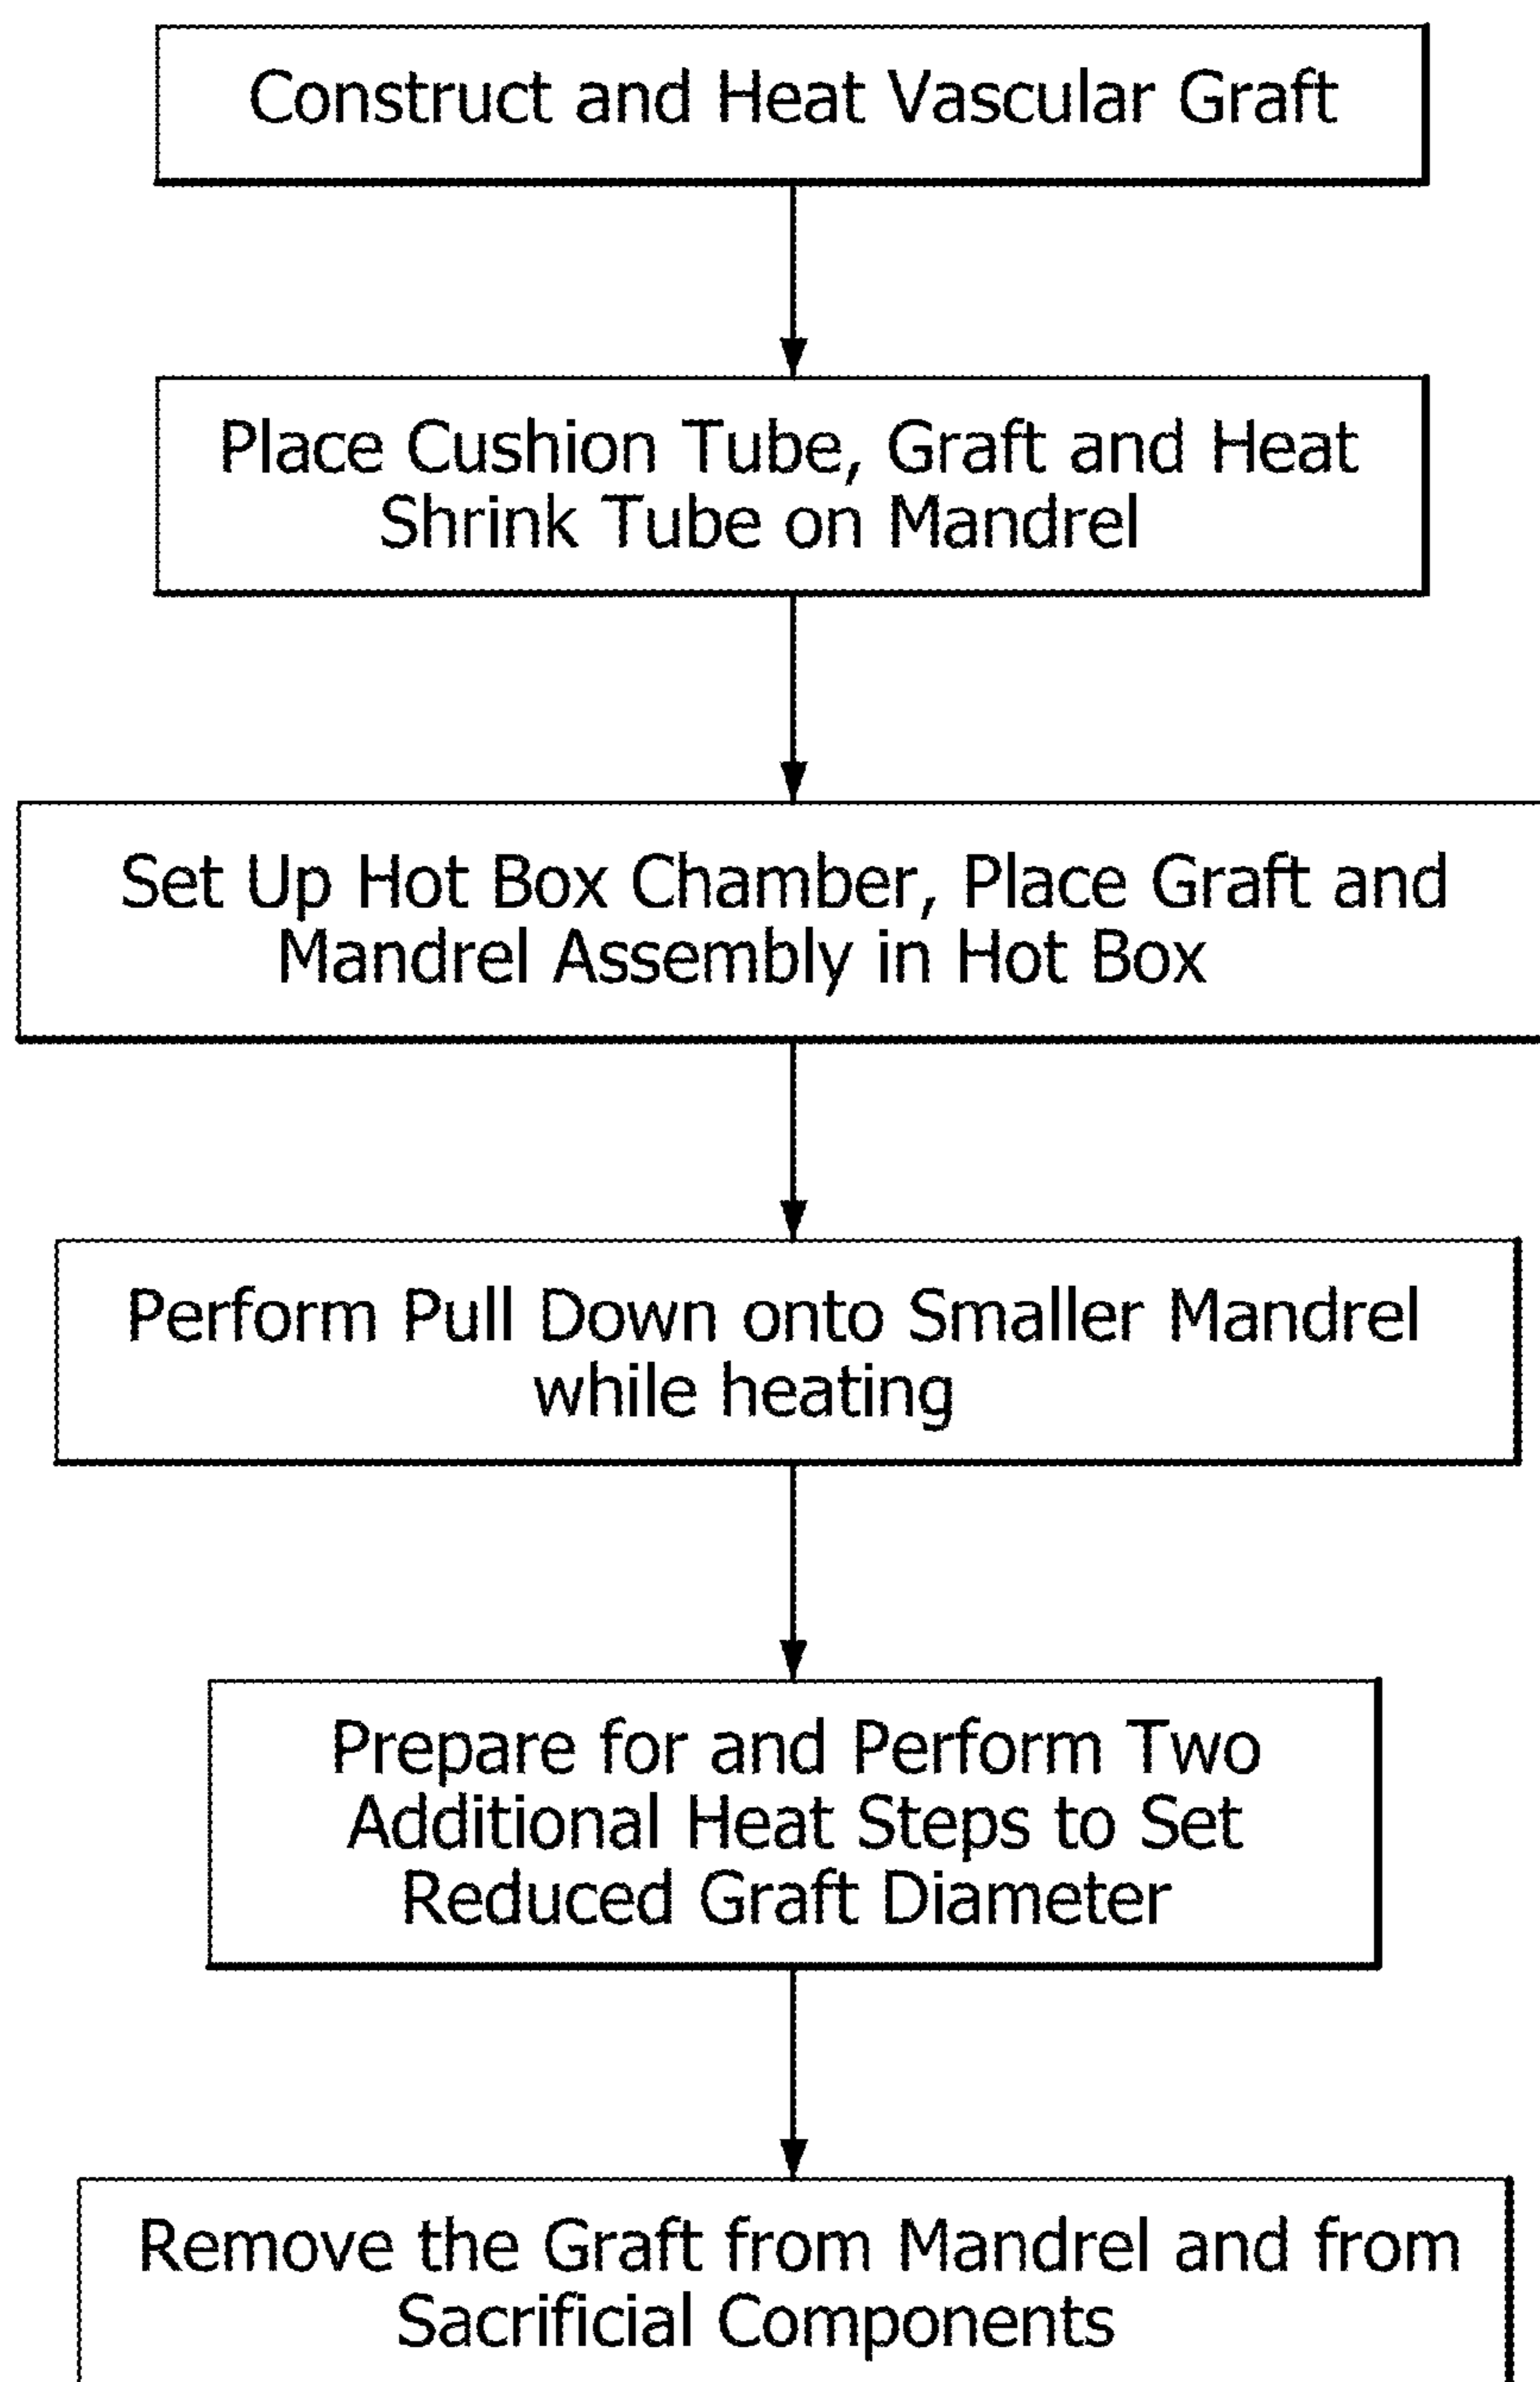 Construct and Heat Vascular Graft
Place Cushion Tube, Graft and Heat
Shrink Tube on Mandrel
Set Up Hot Box Chamber, Place Graft and
Mandrel Assembly in Hot Box
Perform Pull Down onto Smaller Mandrel
while heating
Prepare for and Perform Two
Additional Heat Steps to Set
Reduced Graft Diameter
Remove the Graft from Mandrel and from
Sacrificial Components